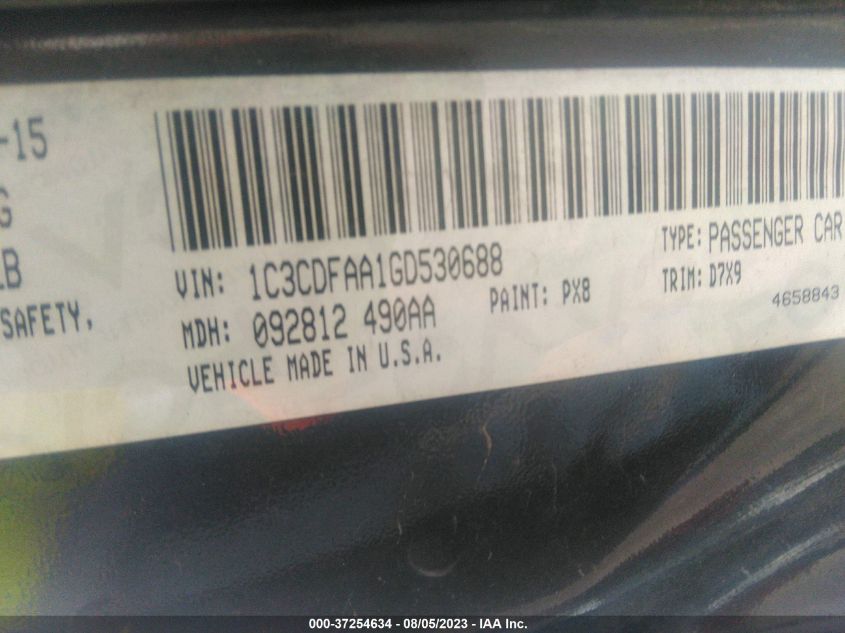 -15
G
LB
SAFETY,
VIN: 1C3CDFAA1GD530688
TYPE: PASSENGER CAR
MDH: 092812 490AA
PAINT: PX8
TRIM: D7X9
VEHICLE MADE IN U.S.A.
4658843
000-37254634 - 08/05/2023 - IAA Inc.